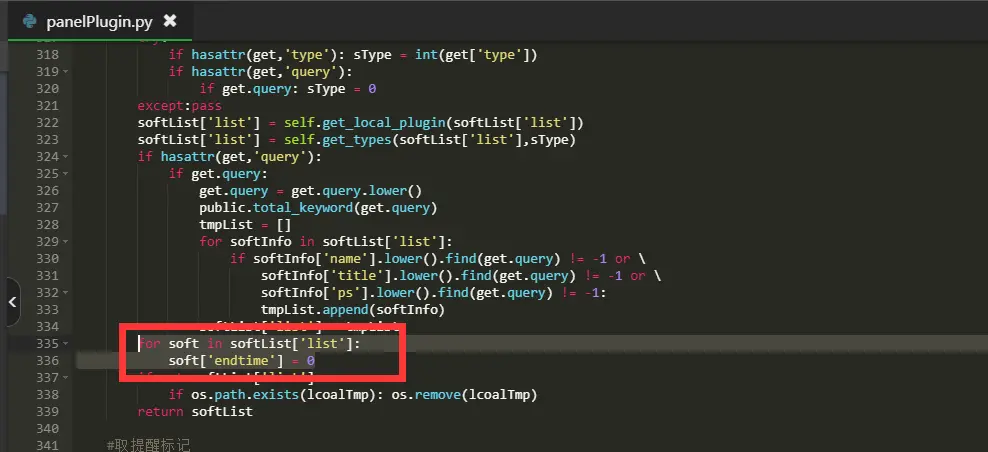 panelPlugin.py
318 if hasattr(get,'type'): sType = int(get['type'])
319 if hasattr(get,'query'):
320 if get.query: sType = 0
321 except:pass
322 softList['list'] = self.get_local_plugin(softList['list'])
323 softList['list'] = self.get_types(softList['list'],sType)
324 if hasattr(get,'query'):
325 if get.query:
326 get.query = get.query.lower()
327 public.total_keyword(get.query)
328 tmpList = []
329 for softInfo in softList['list']:
330 if softInfo['name'].lower().find(get.query) != -1 or \
331 softInfo['title'].lower().find(get.query) != -1 or \
332 softInfo['ps'].lower().find(get.query) != -1:
333 tmpList.append(softInfo)
334
335 for soft in softList['list']:
336 soft['endtime'] = 0
337
338 if os.path.exists(lcoalTmp): os.remove(lcoalTmp)
339 return softList
340
341 #取提醒标记